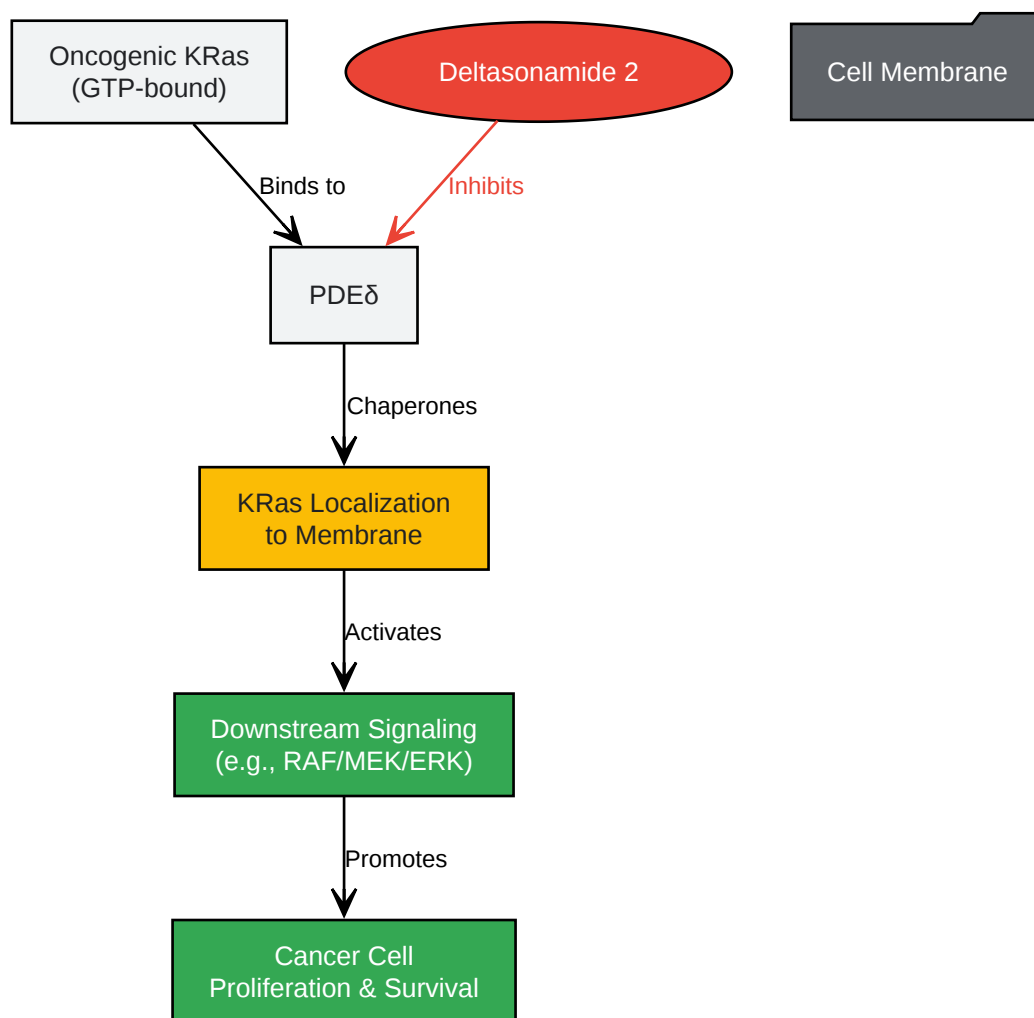 Oncogenic KRas
(GTP-bound)
Deltasonamide 2
Cell Membrane
Binds to
Inhibits
PDEδ
Chaperones
KRas Localization
to Membrane
Activates
Downstream Signaling
(e.g., RAF/MEK/ERK)
Promotes
Cancer Cell
Proliferation & Survival